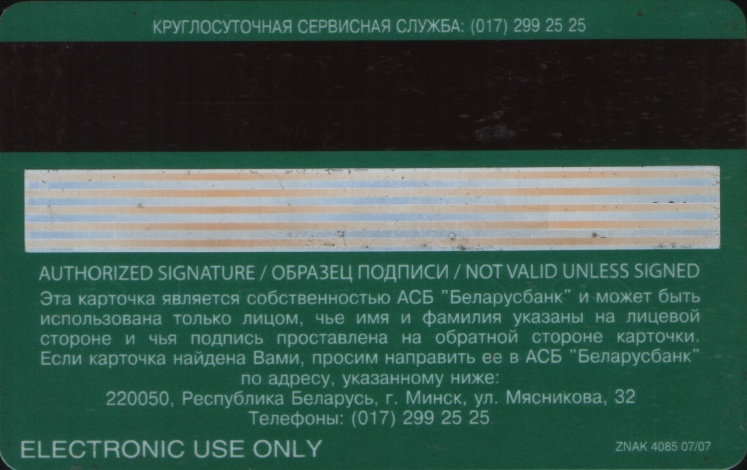 КРУГЛОСУТОЧНАЯ СЕРВИСНАЯ СЛУЖБА: (017) 299 25 25
AUTHORIZED SIGNATURE / ОБРАЗЕЦ ПОДПИСИ / NOT VALID UNLESS SIGNED
Эта карточка является собственностью АСБ "Беларусбанк" и может быть
использована только лицом, чье имя и фамилия указаны на лицевой
стороне и чья подпись проставлена на обратной стороне карточки.
Если карточка найдена Вами, просим направить ее в АСБ "Беларусбанк"
по адресу, указанному ниже:
220050, Республика Беларусь, г. Минск, ул. Мясникова, 32
Телефоны: (017) 299 25 25
ELECTRONIC USE ONLY
ZNAK 4085 07/07